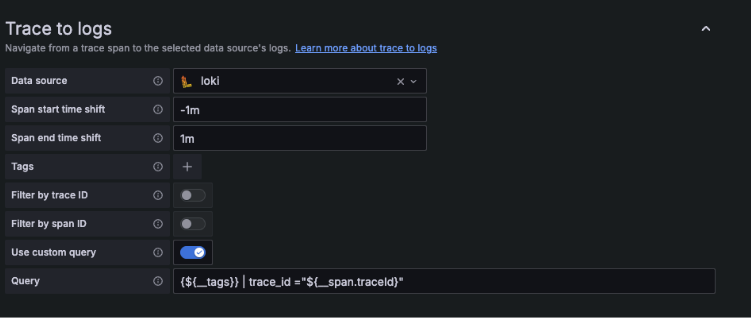 Trace to logs
Navigate from a trace span to the selected data source's logs. Learn more about trace to logs
Data source loki
Span start time shift -1m
Span end time shift 1m
Tags +
Filter by trace ID
Filter by span ID
Use custom query
Query {${__tags}} | trace_id ="${__span.traceId}"